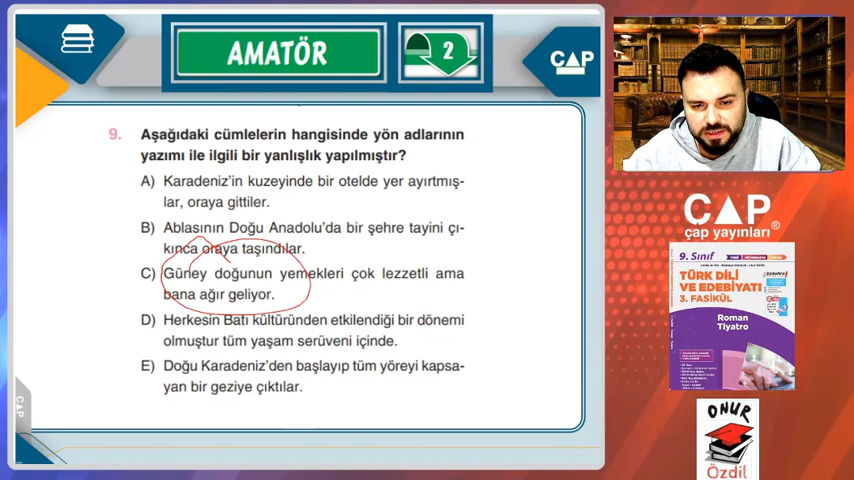 AMATÖR
2
ÇAP
9. Aşağıdaki cümlelerin hangisinde yön adlarının
yazımı ile ilgili bir yanlışlık yapılmıştır?
A) Karadeniz'in kuzeyinde bir otelde yer ayırtmış-
lar, oraya gittiler.
B) Ablasının Doğu Anadolu'da bir şehre tayini çı-
kınca oraya taşındılar.
C) Güney doğunun yemekleri çok lezzetli ama
bana ağır geliyor.
D) Herkesin Batı kültüründen etkilendiği bir dönemi
olmuştur tüm yaşam serüveni içinde.
E) Doğu Karadeniz'den başlayıp tüm yöreyi kapsa-
yan bir geziye çıktılar.
ÇAP
ÇAP
çap yayınları®
9. Sınıf
TÜRK DİLİ
VE EDEBİYATI
3. FASİKÜL
Roman
Tiyatro
ONUR
Özdil